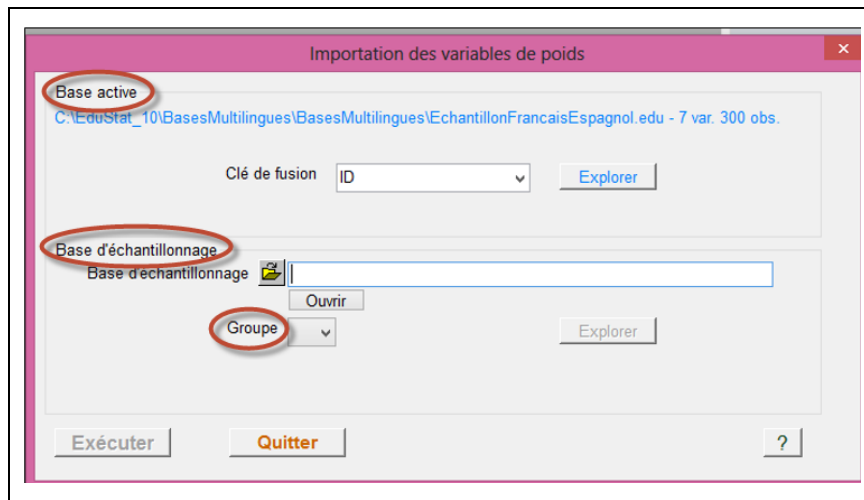 Importation des variables de poids
×
Base active
C:\EduStat_10\BasesMultilingues\BasesMultilingues\EchantillonFrancaisEspagnol.edu - 7 var. 300 obs.
Clé de fusion ID Explorer
Base d'échantillonnage
Base d'échantillonnage
Ouvrir
Groupe Explorer
Exécuter Quitter ?